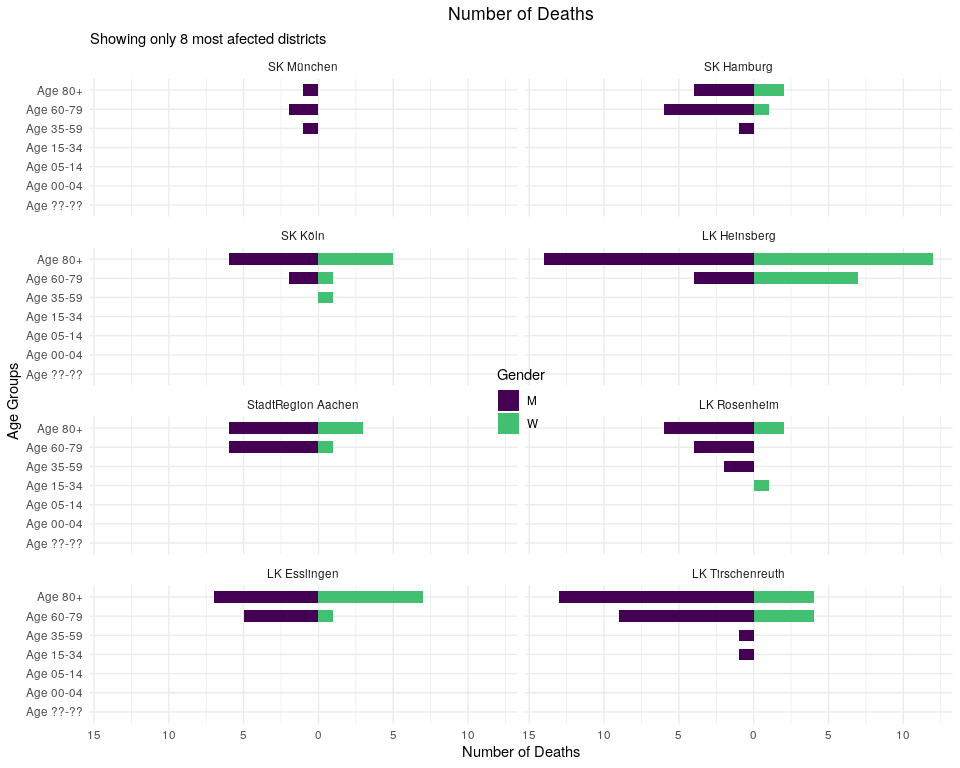 Number of Deaths
Showing only 8 most afected districts
SK München
SK Hamburg
Age 80+
Age 60-79
Age 35-59
Age 15-34
Age 05-14
Age 00-04
Age ??-??
SK Köln
LK Heinsberg
Age 80+
Age 60-79
Age 35-59
Age 15-34
Age 05-14
Age 00-04
Age ??-??
Age Groups
Gender
M
W
StadtRegion Aachen
LK Rosenheim
Age 80+
Age 60-79
Age 35-59
Age 15-34
Age 05-14
Age 00-04
Age ??-??
LK Esslingen
LK Tirschenreuth
Age 80+
Age 60-79
Age 35-59
Age 15-34
Age 05-14
Age 00-04
Age ??-??
15 10 5 0 5 10 15 10 5 0 5 10
Number of Deaths